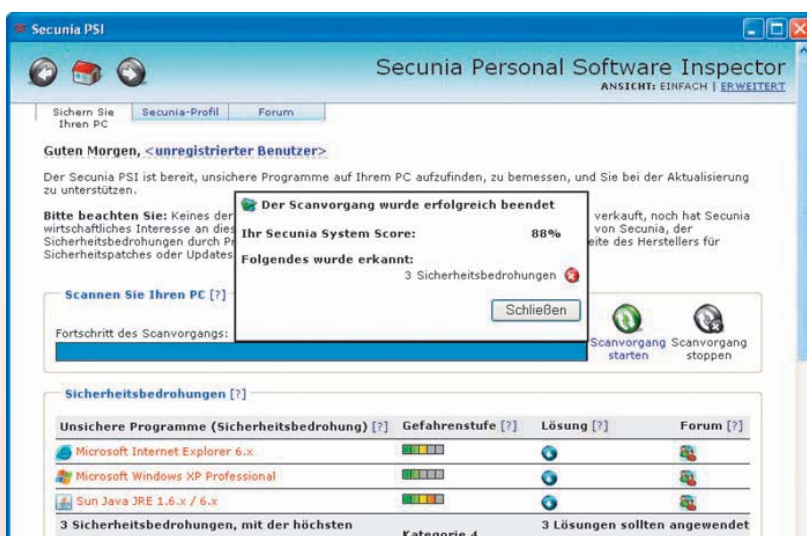 Secunia PSI
Secunia Personal Software Inspector
ANSICHT: EINFACH | ERWEITERT
Sichern Sie Ihren PC
Secunia-Profil
Forum
Guten Morgen, <unregistrierter Benutzer>
Der Secunia PSI ist bereit, unsichere Programme auf Ihrem PC aufzufinden, zu bemessen, und Sie bei der Aktualisierung
zu unterstützen.
Bitte beachten Sie: Keines der
verkauft, noch hat Secunia
wirtschaftliches Interesse an
von Secunia, der
Sicherheitsbedrohungen durch
des Herstellers für
Sicherheitspatches oder Updates
Der Scanvorgang wurde erfolgreich beendet
Ihr Secunia System Score: 88%
Folgendes wurde erkannt:
3 Sicherheitsbedrohungen
Schließen
Scannen Sie Ihren PC [?]
Fortschritt des Scanvorgangs:
Scanvorgang starten
Scanvorgang stoppen
Sicherheitsbedrohungen [?]
Unsichere Programme (Sicherheitsbedrohung) [?] Gefahrenstufe [?] Lösung [?] Forum [?]
Microsoft Internet Explorer 6.x
Microsoft Windows XP Professional
Sun Java JRE 1.6.x / 6.x
3 Sicherheitsbedrohungen, mit der höchsten
Kategorie 4
3 Lösungen sollten angewendet